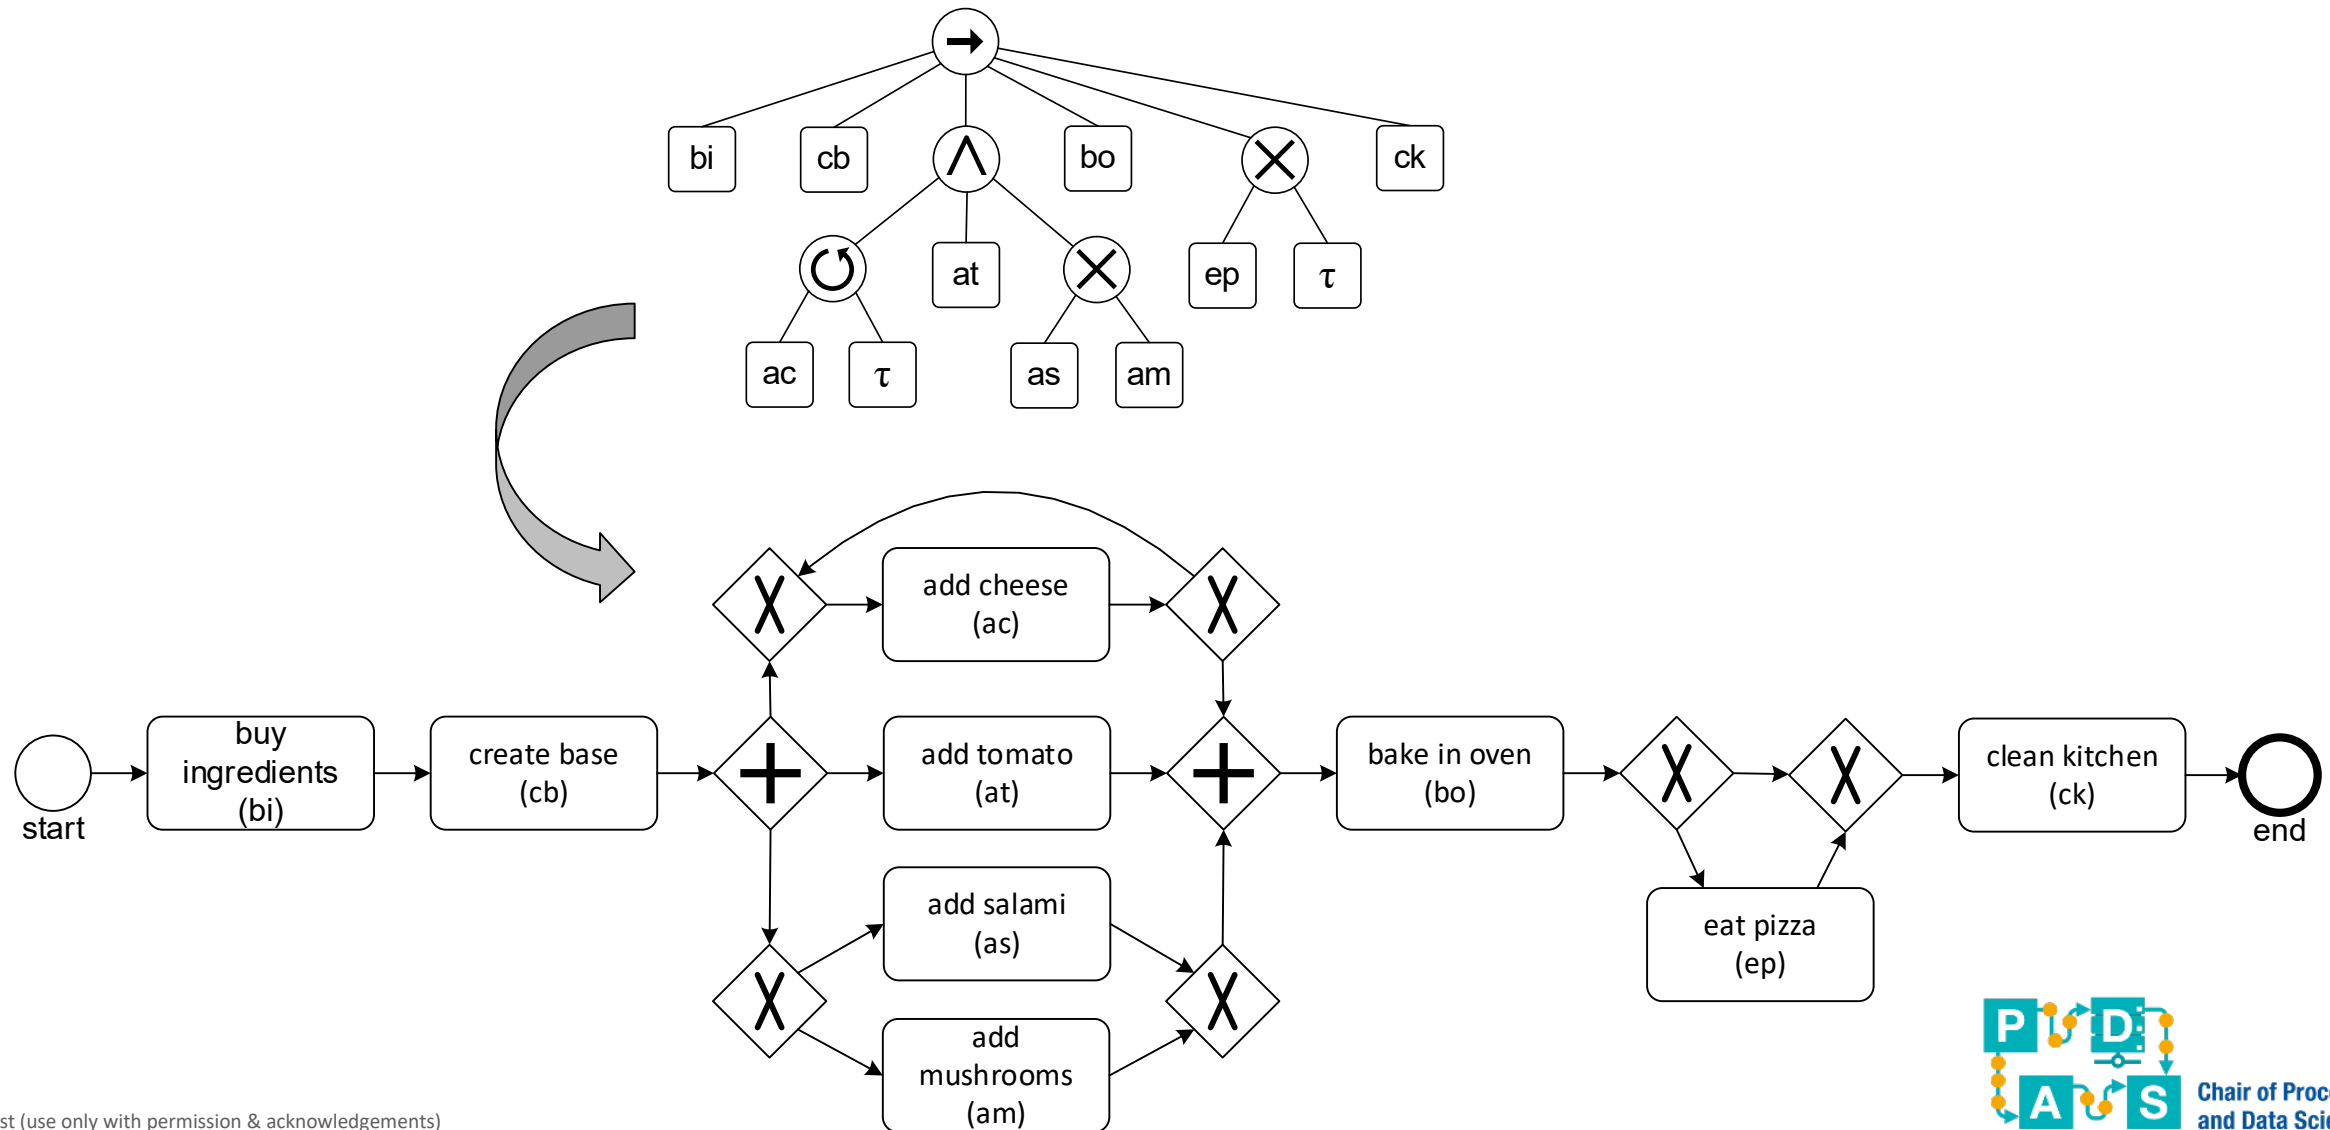 bi
cb
bo
ck
at
ep
τ
ac
τ
as
am
add cheese
(ac)
start
buy
ingredients
(bi)
create base
(cb)
add tomato
(at)
bake in oven
(bo)
clean kitchen
(ck)
end
add salami
(as)
eat pizza
(ep)
add
mushrooms
(am)
P D
A S
Chair of Proc
and Data Sci
st (use only with permission & acknowledgements)